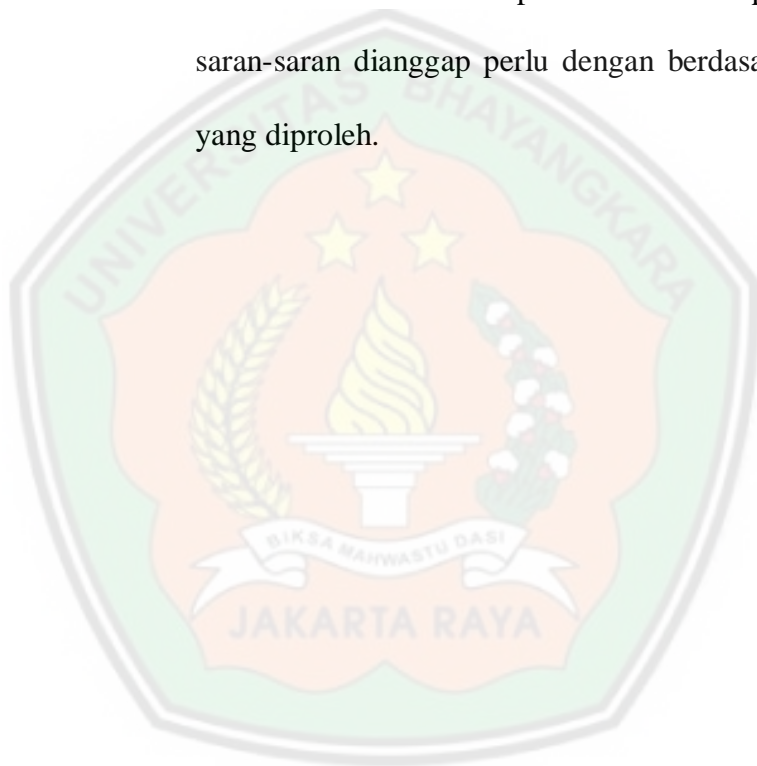 saran-saran dianggap perlu dengan berdasa
yang diproleh.
UNIVERSITAS BHAYANGKARA
BIKSA MAHWASTU DASI
JAKARTA RAYA